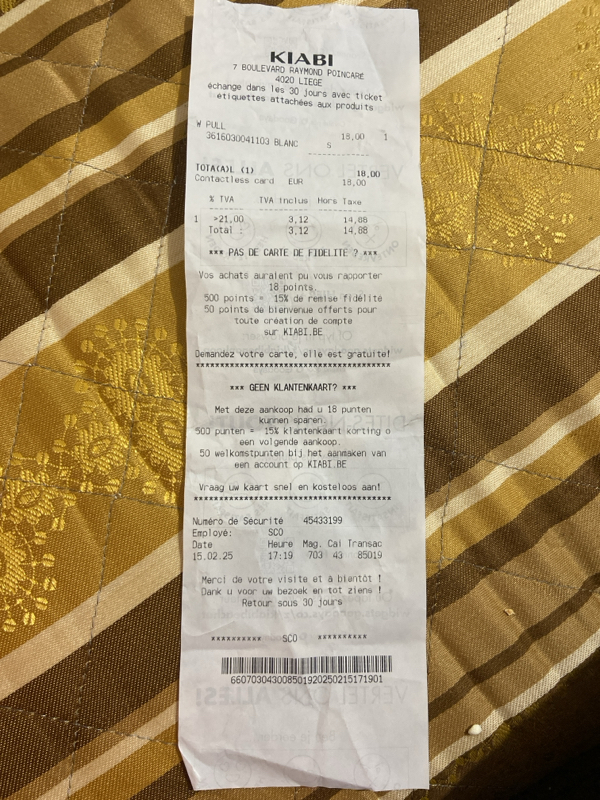 KIABI
7 BOULEVARD RAYMOND POINCARE
4020 LIEGE
échange dans les 30 jours avec ticket
étiquettes attachées aux produits
W PULL 18,00 1
3616030041103 BLANC S
------------
TOTA(A)L (1) 18,00
Contactless card EUR 18,00
% TVA TVA inclus Hors Taxe
1 >21,00 3,12 14,88
Total : 3,12 14,88
*** PAS DE CARTE DE FIDELITE ? ***
Vos achats auraient pu vous rapporter
18 points.
500 points = 15% de remise fidélité
50 points de bienvenue offerts pour
toute création de compte
sur KIABI.BE
Demandez votre carte, elle est gratuite!
****************************************
*** GEEN KLANTENKAART? ***
Met deze aankoop had u 18 punten
kunnen sparen.
500 punten = 15% klantenkaart korting o
een volgende aankoop.
50 welkomstpunten bij het aanmaken van
een account op KIABI.BE
Vraag uw kaart snel en kosteloos aan!
****************************************
Numéro de Sécurité 45433199
Employé: SCO
Date Heure Mag. Cai Transac
15.02.25 17:19 703 43 85019
Merci de votre visite et à bientôt !
Dank u voor uw bezoek en tot ziens !
Retour sous 30 jours
********** SCO **********
660703043008501920250215171901